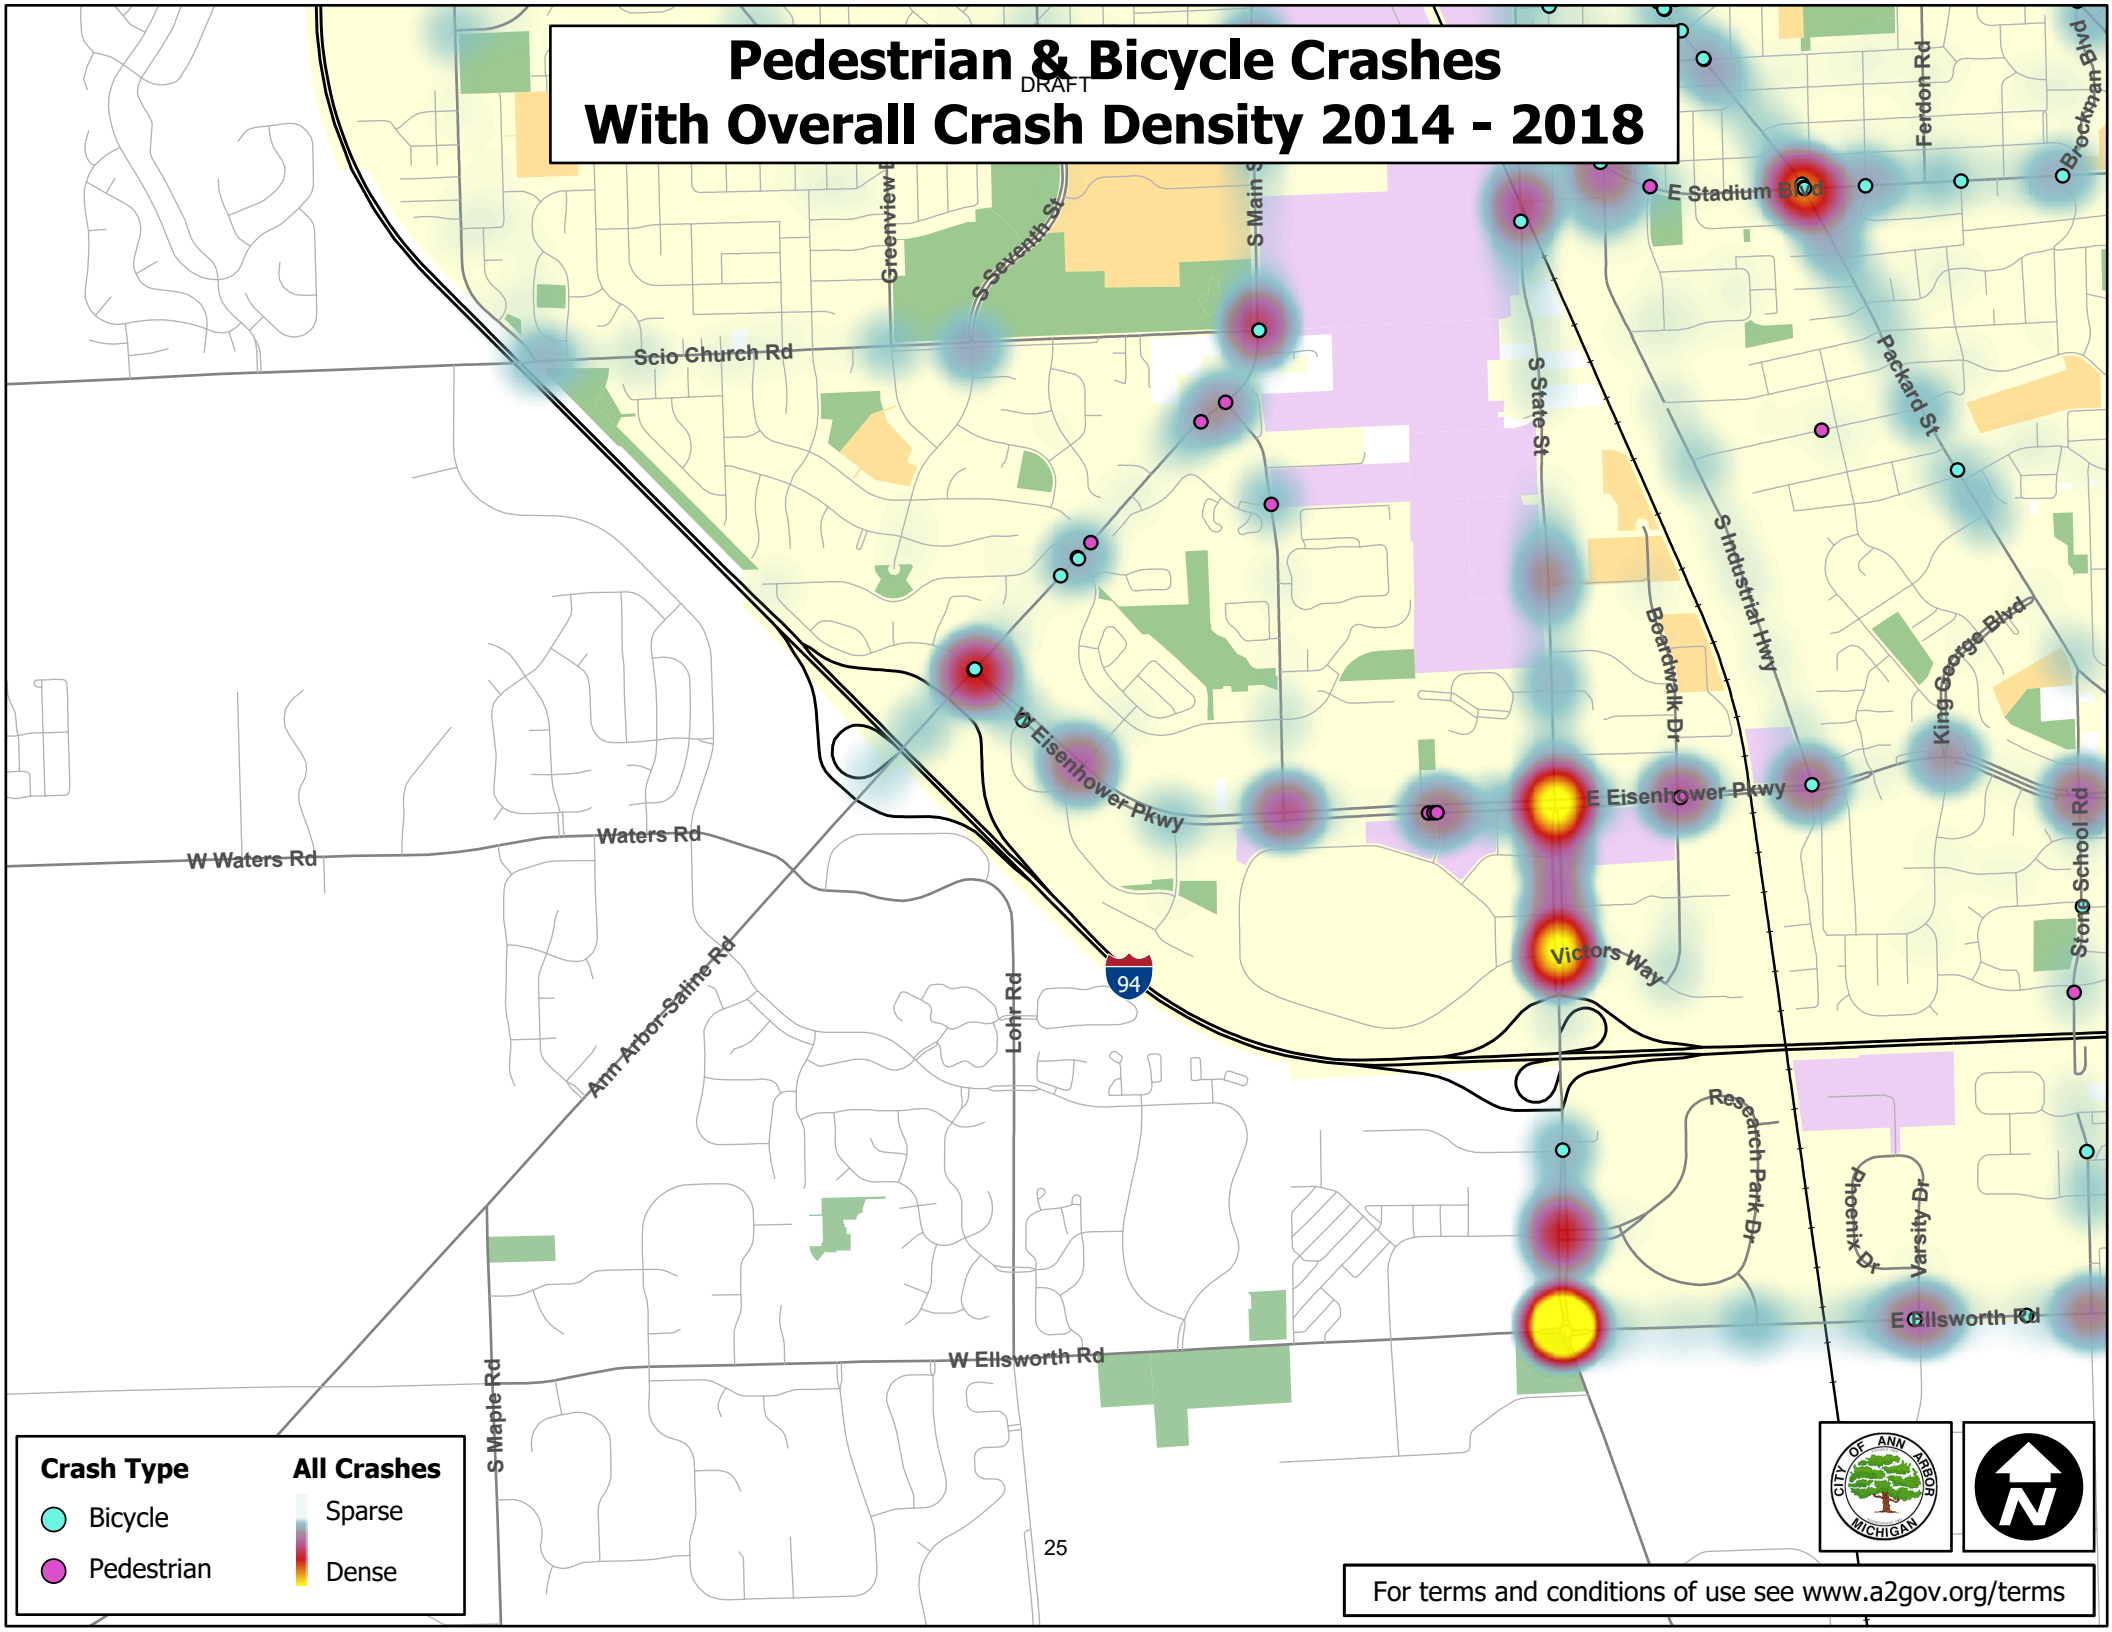 Pedestrian & Bicycle Crashes
DRAFT
With Overall Crash Density 2014 - 2018
Ferdon Rd
Brockman Blvd
E Stadium Blvd
Greenview
S Seventh St
S Main S
Scio Church Rd
S State St
Packard St
S Industrial Hwy
Boardwalk Dr
King George Blvd
W Eisenhower Pkwy
E Eisenhower Pkwy
Waters Rd
W Waters Rd
Stone School Rd
Victors Way
94
Ann Arbor-Saline Rd
Lohr Rd
Research Park Dr
Phoenix Dr
Varsity Dr
E Ellsworth Rd
W Ellsworth Rd
S Maple Rd
Crash Type
Bicycle
Pedestrian
All Crashes
Sparse
Dense
25
CITY OF ANN ARBOR
MICHIGAN
N
For terms and conditions of use see www.a2gov.org/terms